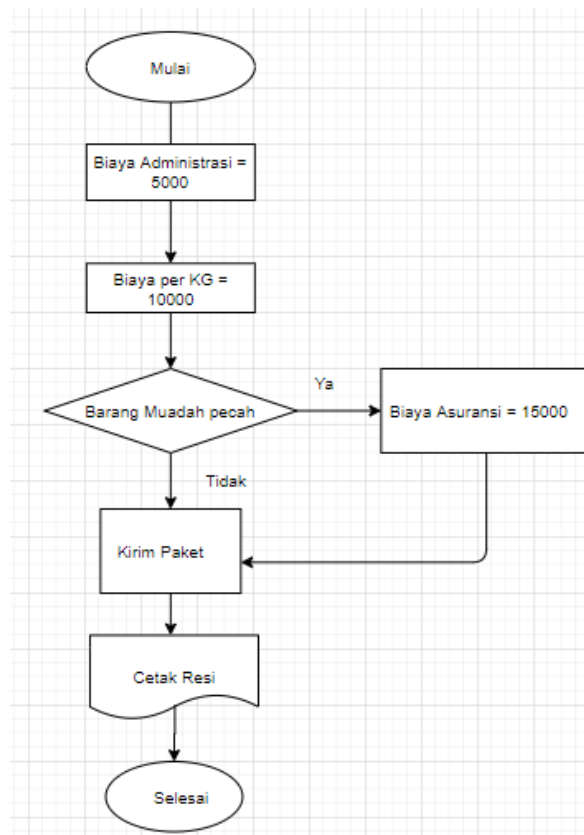 Mulai
Biaya Administrasi =
5000
Biaya per KG =
10000
Barang Muadah pecah
Ya
Biaya Asuransi = 15000
Tidak
Kirim Paket
Cetak Resi
Selesai